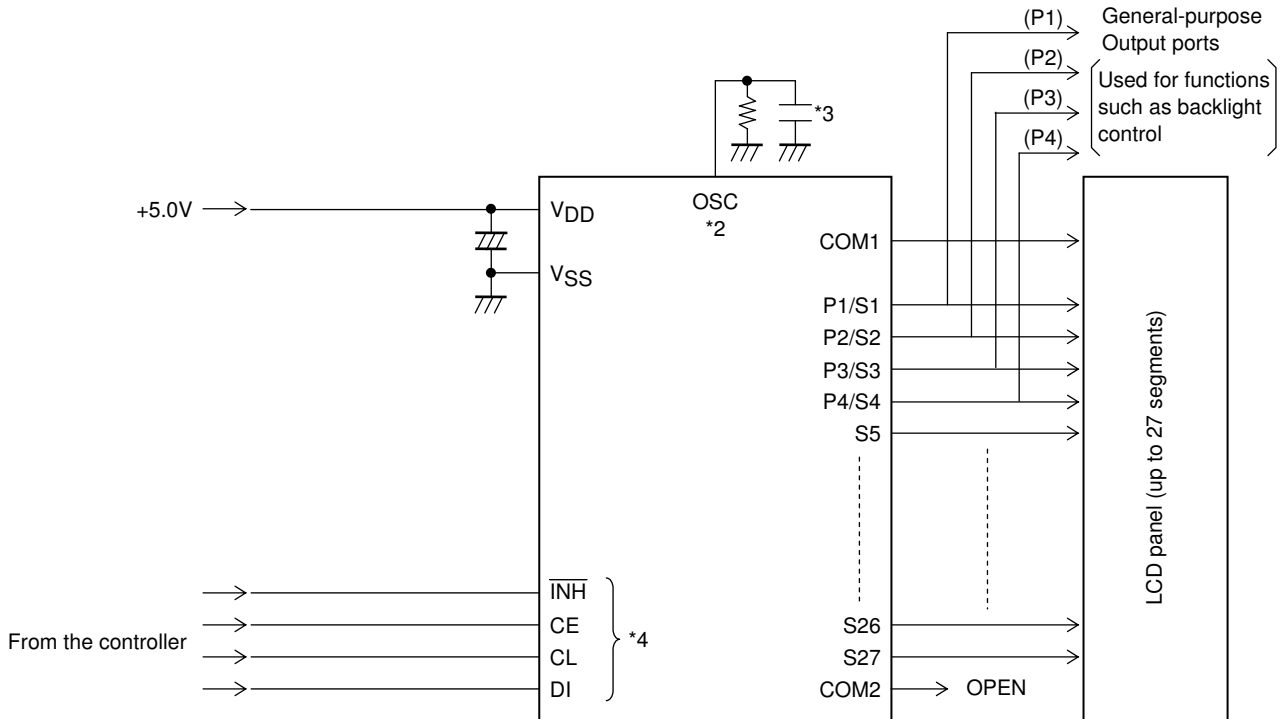 (P1)
General-purpose
Output ports
(P2)
Used for functions
such as backlight
control
(P3)
(P4)
*3
+5.0V
VDD
OSC
*2
VSS
COM1
P1/S1
P2/S2
P3/S3
P4/S4
S5
LCD panel (up to 27 segments)
From the controller
INH
CE
CL
DI
*4
S26
S27
COM2
OPEN